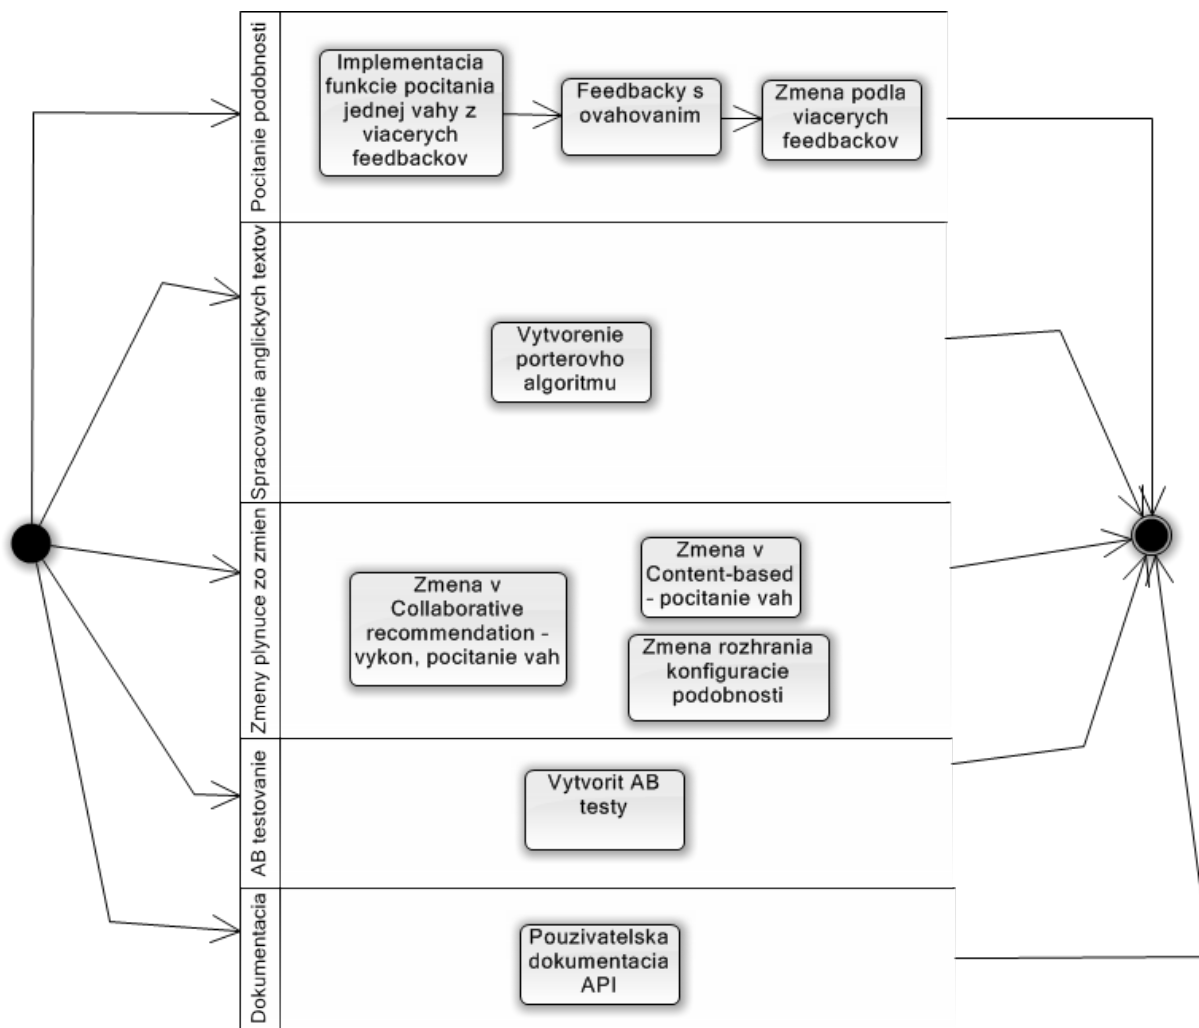 Pocitanie podobnosti
Implementacia
funkcie pocitania
jednej vahy z
viacerych
feedbackov
Feedbacky s
ovahovanim
Zmena podla
viacerych
feedbackov
Spracovanie anglickych textov
Vytvorenie
porterovho
algoritmu
Zmeny plynuce zo zmien
Zmena v
Collaborative
recommendation -
vykon, pocitanie vah
Zmena v
Content-based
- pocitanie vah
Zmena rozhrania
konfiguracie
podobnosti
AB testovanie
Vytvorit AB
testy
Dokumentacia
Pouzivatelska
dokumentacia
API